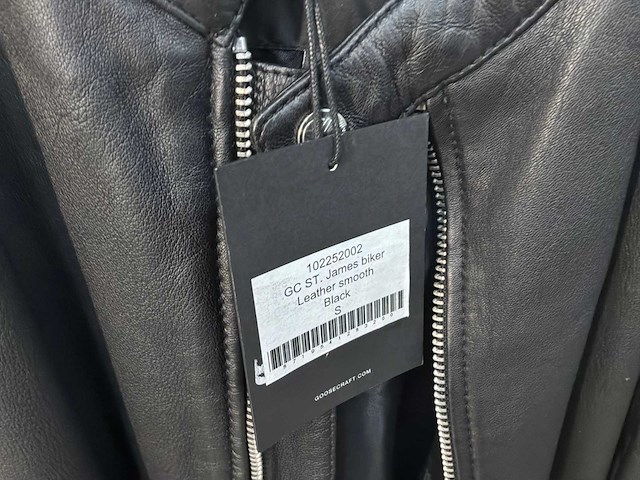 102252002
GC ST. James biker
Leather smooth
Black
S
GOOSECRAFT.COM